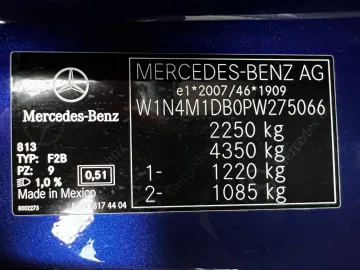 Mercedes-Benz
813
TYP: F2B
PZ: 9
1,0 %
0,51
Made in Mexico
MERCEDES-BENZ AG
e1*2007/46*1909
W1N4M1DB0PW275066
2250 kg
4350 kg
1- 1220 kg
2- 1085 kg